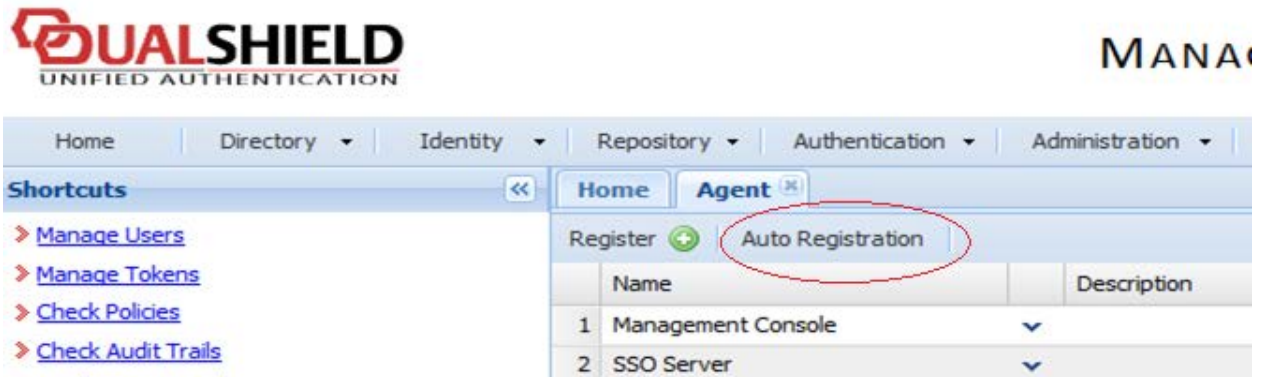 DUALSHIELD
UNIFIED AUTHENTICATION
MANAG
Home Directory Identity Repository Authentication Administration
Shortcuts
Manage Users
Manage Tokens
Check Policies
Check Audit Trails
Home Agent
Register Auto Registration
Name Description
1 Management Console
2 SSO Server